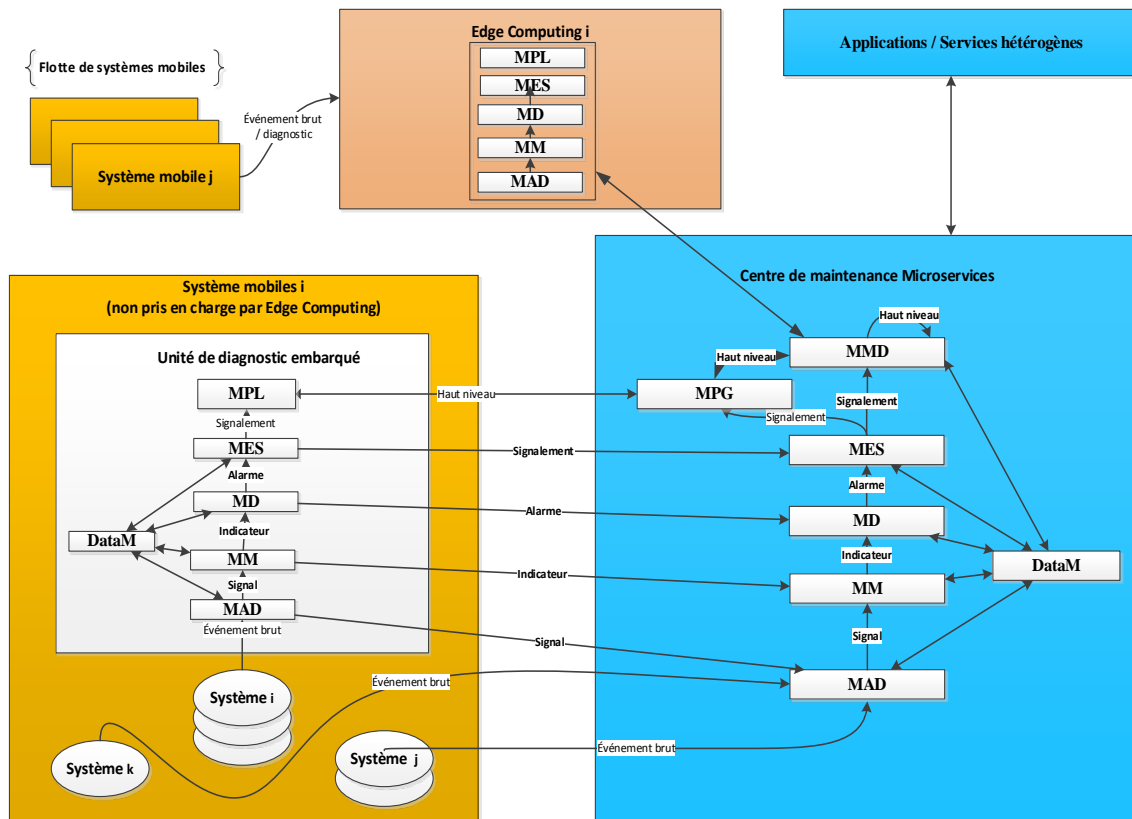 Edge Computing i
MPL
MES
MD
MM
MAD
Applications / Services hétérogènes
Flotte de systèmes mobiles
Événement brut
/ diagnostic
Système mobile j
Système mobiles i
(non pris en charge par Edge Computing)
Unité de diagnostic embarqué
MPL
Signalement
MES
Alarme
MD
Indicateur
DataM
MM
Signal
MAD
Événement brut
Système i
Système k
Système j
Haut niveau
Signalement
Alarme
Indicateur
Signal
Événement brut
Événement brut
Centre de maintenance Microservices
Haut niveau
MMD
Haut niveau
MPG
Signalement
Signalement
MES
Alarme
MD
Indicateur
DataM
MM
Signal
MAD